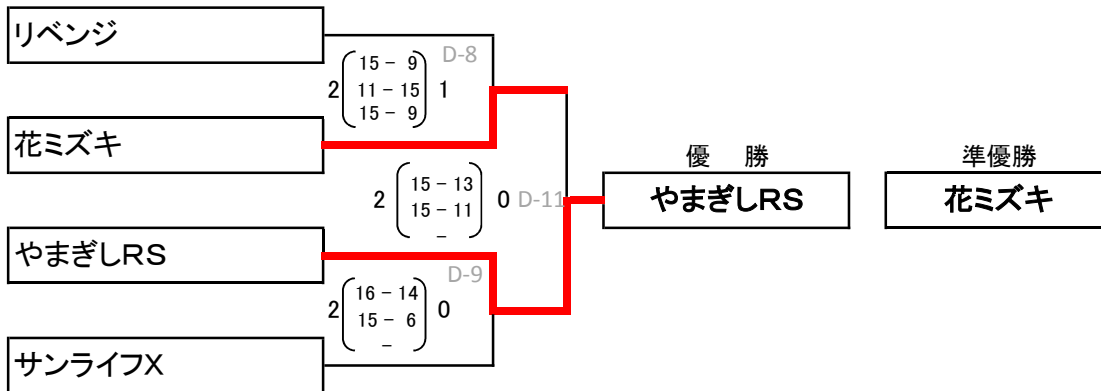 リベンジ
D-8
15 - 9
2 11 - 15 1
15 - 9
花ミズキ
優 勝 準優勝
15 - 13
2 0 D-11 やまぎしRS 花ミズキ
15 - 11
-
やまぎしRS
D-9
16 - 14
2 15 - 6 0
-
サンライフX